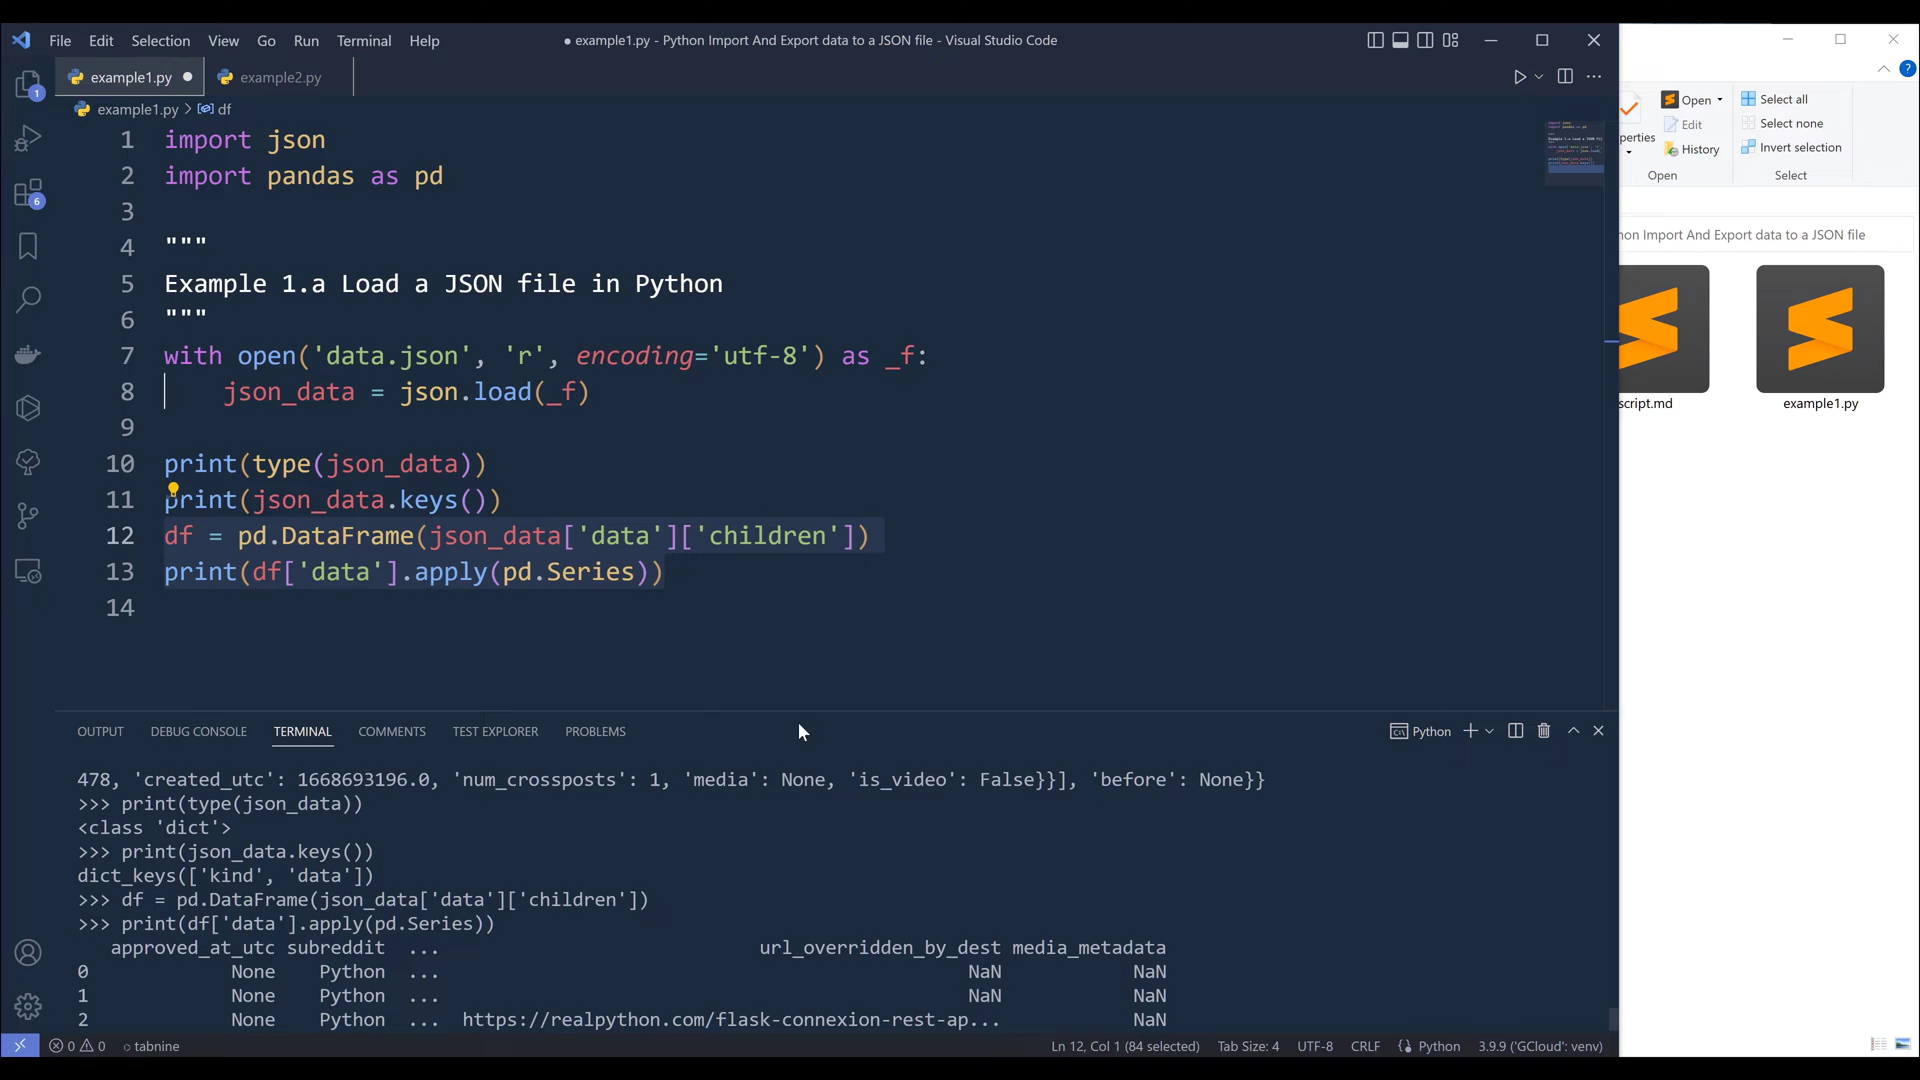 File Edit Selection View Go Run Terminal Help
● example1.py - Python Import And Export data to a JSON file - Visual Studio Code
example1.py ● example2.py
example1.py > df
1 import json
2 import pandas as pd
3
4 """
5 Example 1.a Load a JSON file in Python
6 """
7 with open('data.json', 'r', encoding='utf-8') as _f:
8 json_data = json.load(_f)
9
10 print(type(json_data))
11 print(json_data.keys())
12 df = pd.DataFrame(json_data['data']['children'])
13 print(df['data'].apply(pd.Series))
14
1
6
OUTPUT DEBUG CONSOLE TERMINAL COMMENTS TEST EXPLORER PROBLEMS
Python
478, 'created_utc': 1668693196.0, 'num_crossposts': 1, 'media': None, 'is_video': False}}], 'before': None}}
>>> print(type(json_data))
<class 'dict'>
>>> print(json_data.keys())
dict_keys(['kind', 'data'])
>>> df = pd.DataFrame(json_data['data']['children'])
>>> print(df['data'].apply(pd.Series))
approved_at_utc subreddit ... url_overridden_by_dest media_metadata
0 None Python ... NaN NaN
1 None Python ... NaN NaN
2 None Python ... https://realpython.com/flask-connexion-rest-ap... NaN
0 0 tabnine
Ln 12, Col 1 (84 selected) Tab Size: 4 UTF-8 CRLF Python 3.9.9 ('GCloud': venv)
?
perties
Open
Edit
History
Open
Select all
Select none
Invert selection
Select
hon Import And Export data to a JSON file
script.md
example1.py